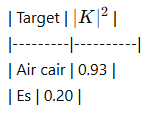 | Target | |K|² |
|---------|----------|
| Air cair | 0.93 |
| Es | 0.20 |